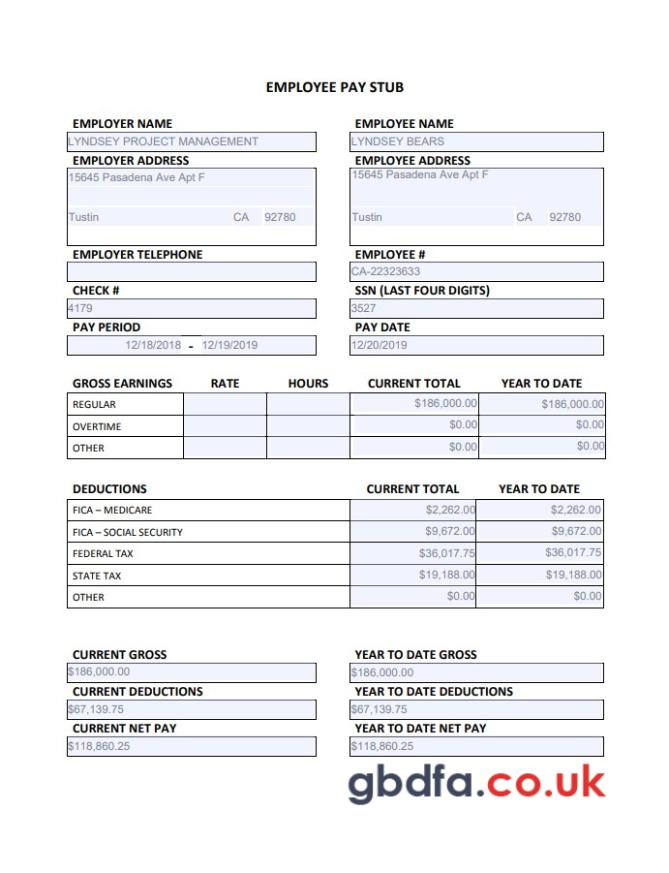 EMPLOYEE PAY STUB
EMPLOYER NAME EMPLOYEE NAME
LYNDSEY PROJECT MANAGEMENT LYNDSEY BEARS
EMPLOYER ADDRESS EMPLOYEE ADDRESS
15645 Pasadena Ave Apt F 15645 Pasadena Ave Apt F
Tustin CA 92780 Tustin CA 92780
EMPLOYER TELEPHONE EMPLOYEE #
CA-22323633
CHECK # SSN (LAST FOUR DIGITS)
4179 3527
PAY PERIOD PAY DATE
12/18/2018 - 12/19/2019 12/20/2019
GROSS EARNINGS RATE HOURS CURRENT TOTAL YEAR TO DATE
REGULAR $186,000.00 $186,000.00
OVERTIME $0.00 $0.00
OTHER $0.00 $0.00
DEDUCTIONS CURRENT TOTAL YEAR TO DATE
FICA – MEDICARE $2,262.00 $2,262.00
FICA – SOCIAL SECURITY $9,672.00 $9,672.00
FEDERAL TAX $36,017.75 $36,017.75
STATE TAX $19,188.00 $19,188.00
OTHER $0.00 $0.00
CURRENT GROSS YEAR TO DATE GROSS
$186,000.00 $186,000.00
CURRENT DEDUCTIONS YEAR TO DATE DEDUCTIONS
$67,139.75 $67,139.75
CURRENT NET PAY YEAR TO DATE NET PAY
$118,860.25 $118,860.25
gbdfa.co.uk